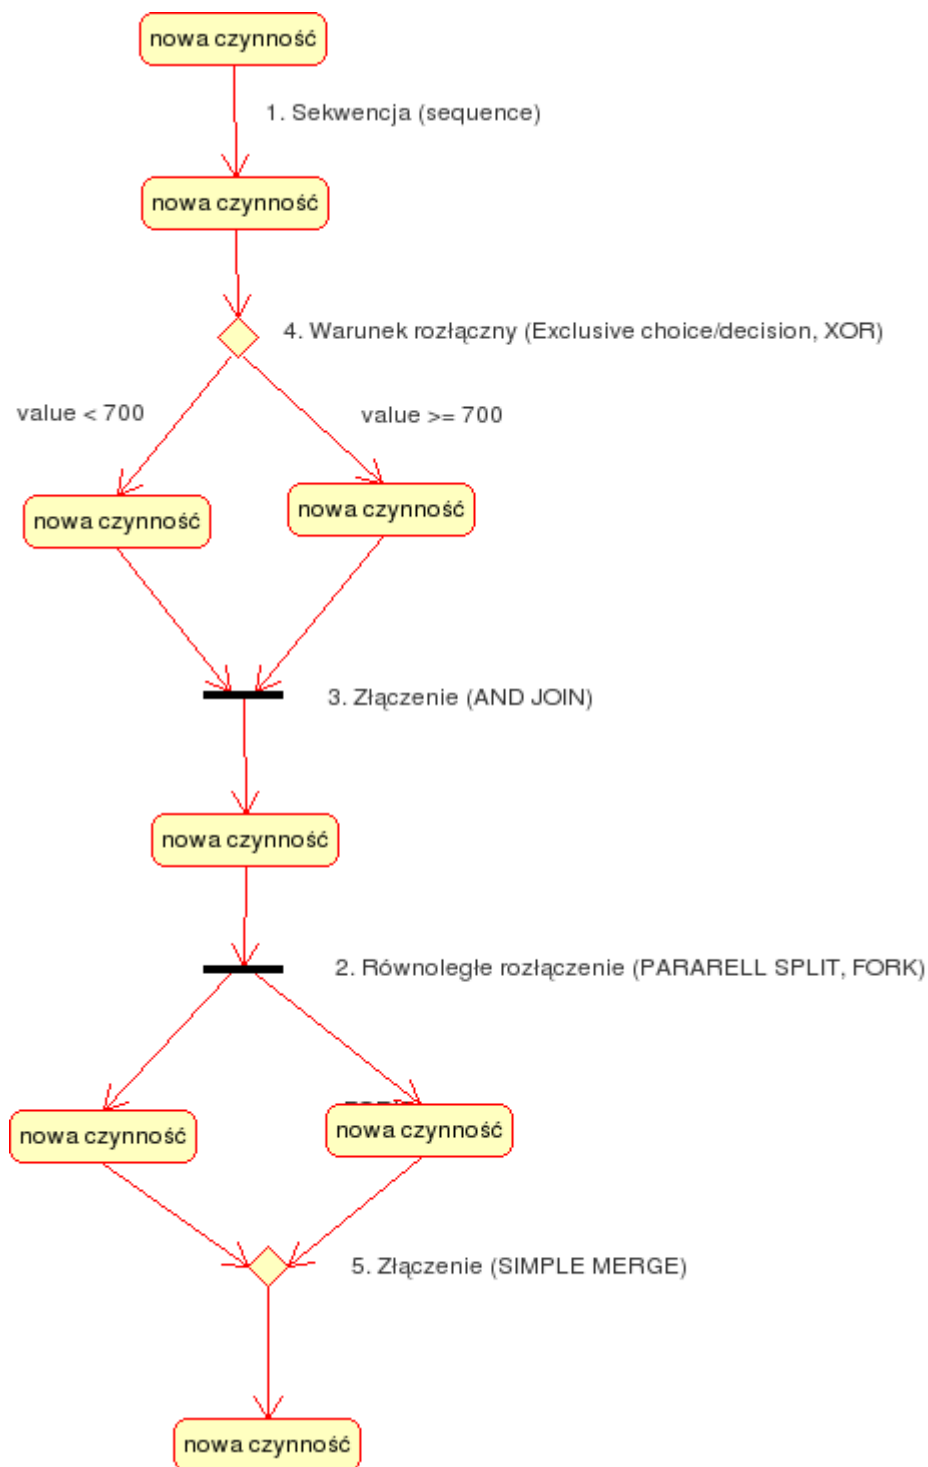 nowa czynność
1. Sekwencja (sequence)
nowa czynność
4. Warunek rozłączny (Exclusive choice/decision, XOR)
value < 700
value >= 700
nowa czynność
nowa czynność
3. Złączenie (AND JOIN)
nowa czynność
2. Równoległe rozłączenie (PARARELL SPLIT, FORK)
nowa czynność
nowa czynność
5. Złączenie (SIMPLE MERGE)
nowa czynność